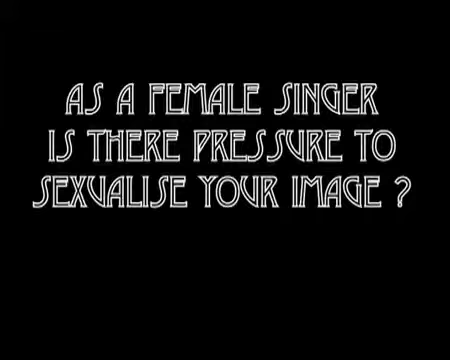 AS A FEMALE SINGER
IS THERE PRESSURE TO
SEXUALISE YOUR IMAGE ?